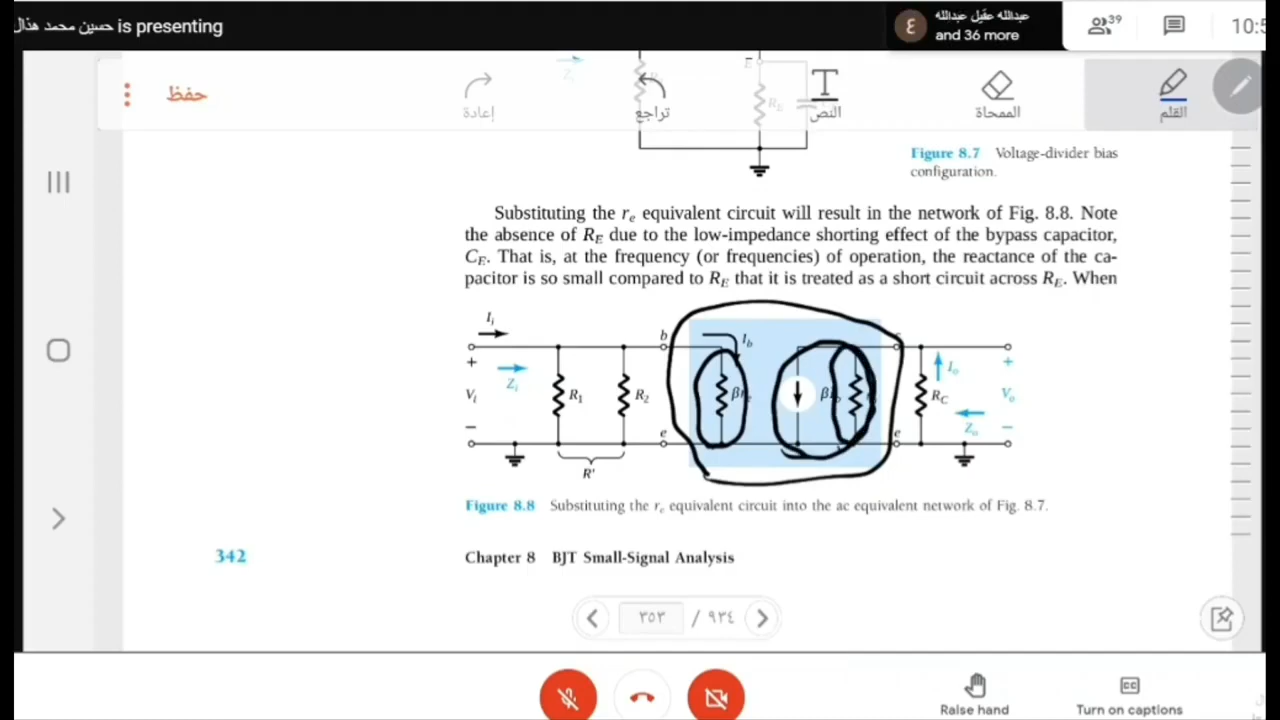 حسين محمد هذال is presenting
ع
عبدالله عقيل عبدالله
and 36 more
39
حفظ
إعادة
تراجع
النص
الممحاة
القلم
E
Figure 8.7 Voltage-divider bias
configuration.
Substituting the re equivalent circuit will result in the network of Fig. 8.8. Note
the absence of RE due to the low-impedance shorting effect of the bypass capacitor,
CE. That is, at the frequency (or frequencies) of operation, the reactance of the ca-
pacitor is so small compared to RE that it is treated as a short circuit across RE. When
Ii
b
Ib
Io
+
Zi
Vi
R1
R2
RC
Vo
Zo
e
e
R'
Figure 8.8 Substituting the re equivalent circuit into the ac equivalent network of Fig. 8.7.
342
Chapter 8 BJT Small-Signal Analysis
٣٥٣ / ٩٣٤
Raise hand
Turn on captions